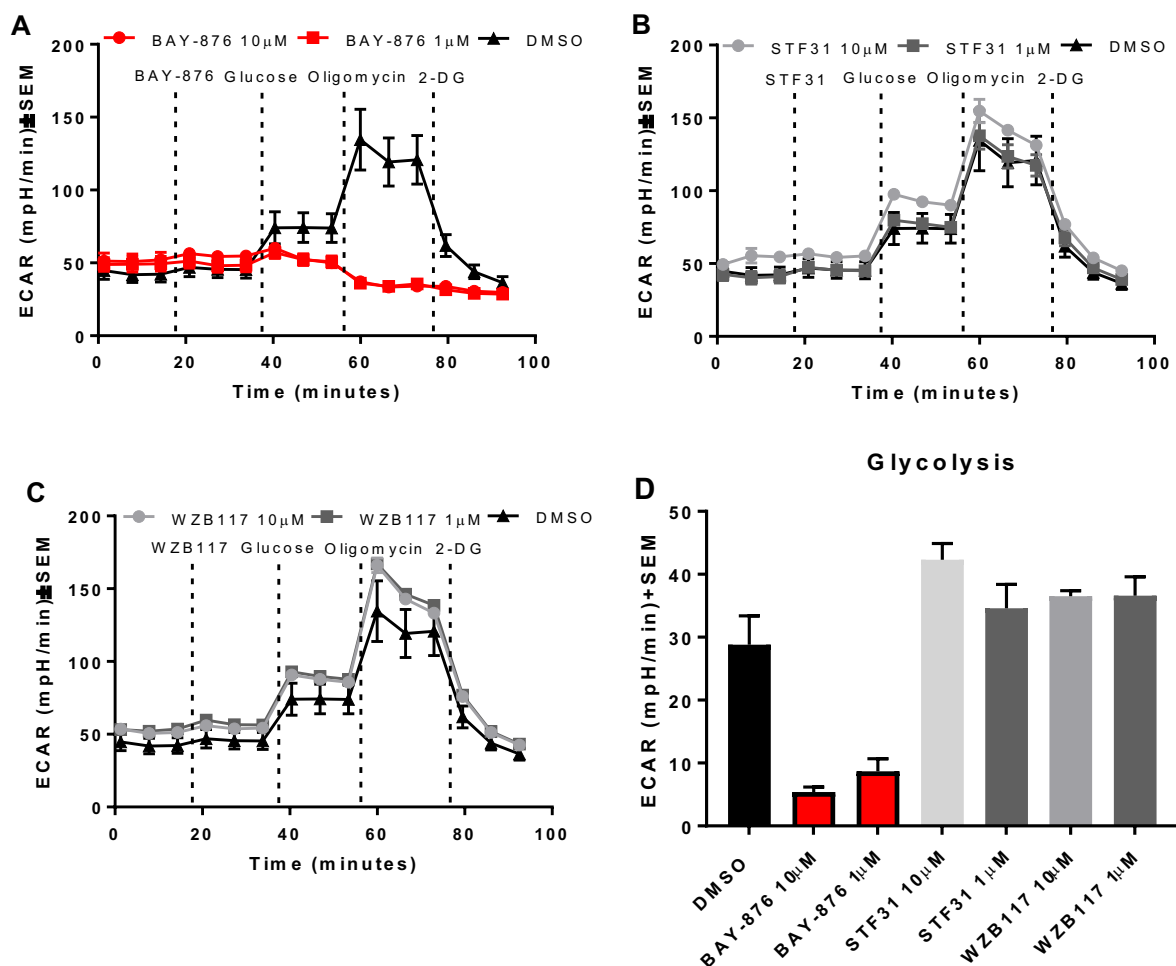 A
BAY-876 10μM BAY-876 1μM DMSO
BAY-876 Glucose Oligomycin 2-DG
ECAR (mpH/min)±SEM
200
150
100
50
0
0 20 40 60 80 100
Time (minutes)
B
STF31 10μM STF31 1μM DMSO
STF31 Glucose Oligomycin 2-DG
ECAR (mpH/min)±SEM
200
150
100
50
0
0 20 40 60 80 100
Time (minutes)
C
WZB117 10μM WZB117 1μM DMSO
WZB117 Glucose Oligomycin 2-DG
ECAR (mpH/min)±SEM
200
150
100
50
0
0 20 40 60 80 100
Time (minutes)
D
Glycolysis
ECAR (mpH/min)+SEM
50
40
30
20
10
0
DMSO
BAY-876 10μM
BAY-876 1μM
STF31 10μM
STF31 1μM
WZB117 10μM
WZB117 1μM